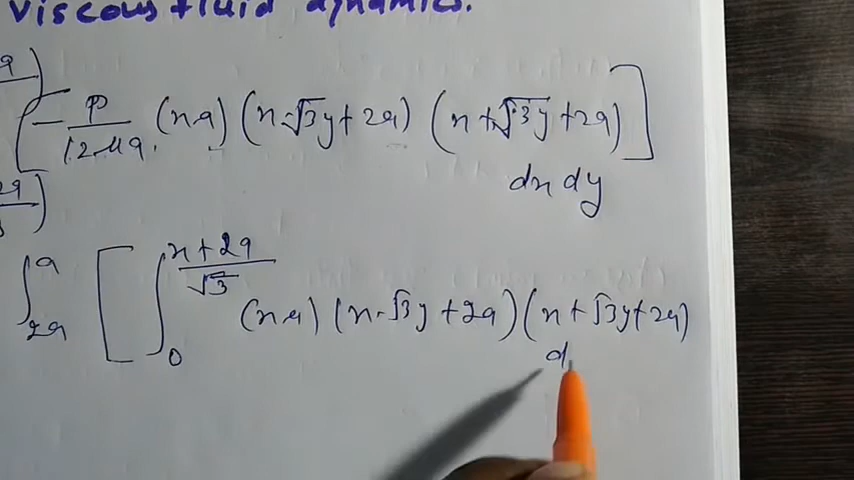 viscous fluid dynamics.
[- p/12μa (x-a) (x-√3y+2a) (x+√3y+2a)]
dx dy
∫_{2a}^{a} [∫_{0}^{x+2a/√3} (x-a) (x-√3y+2a) (x+√3y+2a)
d